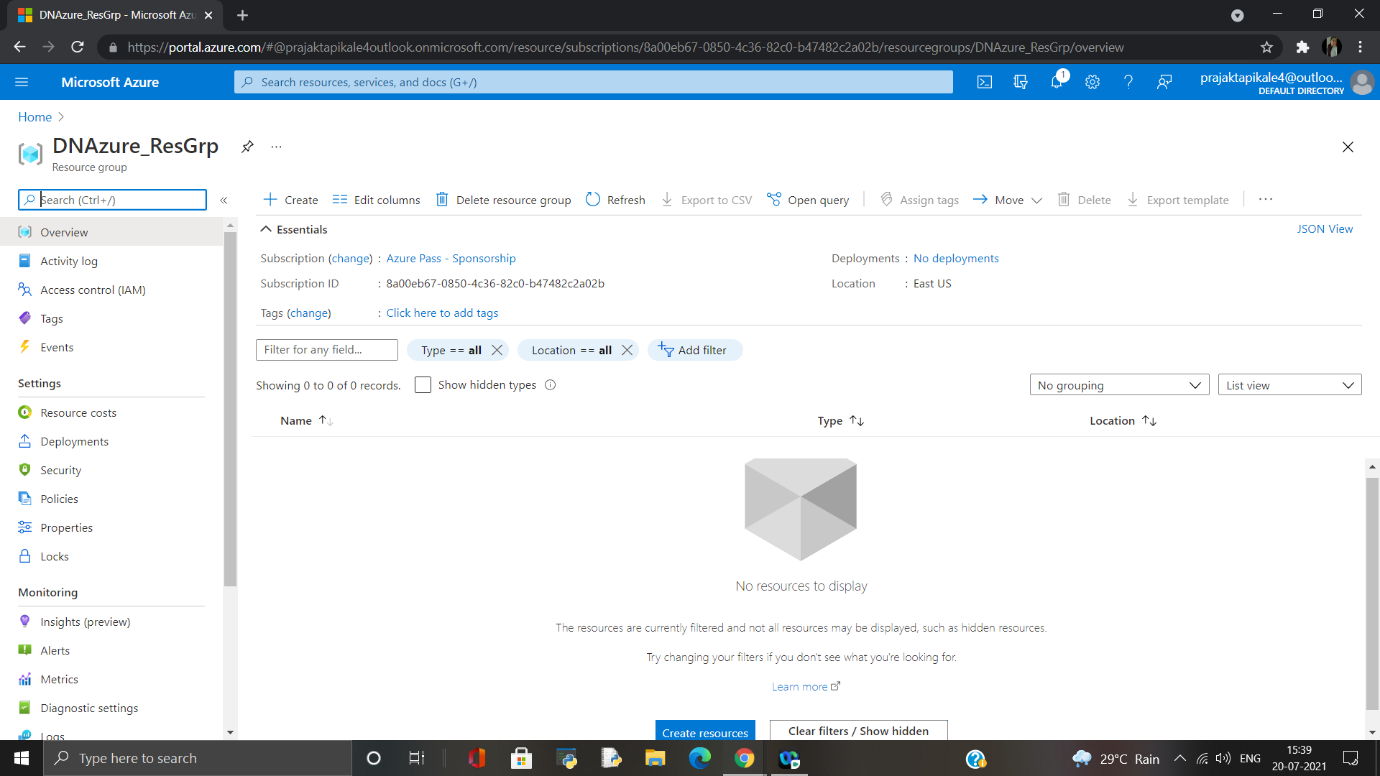 DNAzure_ResGrp - Microsoft Azu
https://portal.azure.com/#@prajaktapikale4outlook.onmicrosoft.com/resource/subscriptions/8a00eb67-0850-4c36-82c0-b47482c2a02b/resourcegroups/DNAzure_ResGrp/overview
Microsoft Azure
Search resources, services, and docs (G+/)
1
prajaktapikale4@outloo...
DEFAULT DIRECTORY
Home
DNAzure_ResGrp
Resource group
Search (Ctrl+/)
Create
Edit columns
Delete resource group
Refresh
Export to CSV
Open query
Assign tags
Move
Delete
Export template
Overview
Activity log
Access control (IAM)
Tags
Events
Settings
Resource costs
Deployments
Security
Policies
Properties
Locks
Monitoring
Insights (preview)
Alerts
Metrics
Diagnostic settings
Logs
Essentials
JSON View
Subscription (change) : Azure Pass - Sponsorship
Deployments : No deployments
Subscription ID : 8a00eb67-0850-4c36-82c0-b47482c2a02b
Location : East US
Tags (change) : Click here to add tags
Filter for any field...
Type == all
Location == all
Add filter
Showing 0 to 0 of 0 records.
Show hidden types
No grouping
List view
Name
Type
Location
No resources to display
The resources are currently filtered and not all resources may be displayed, such as hidden resources.
Try changing your filters if you don't see what you're looking for.
Learn more
Create resources
Clear filters / Show hidden
Type here to search
29°C Rain
ENG
15:39
20-07-2021